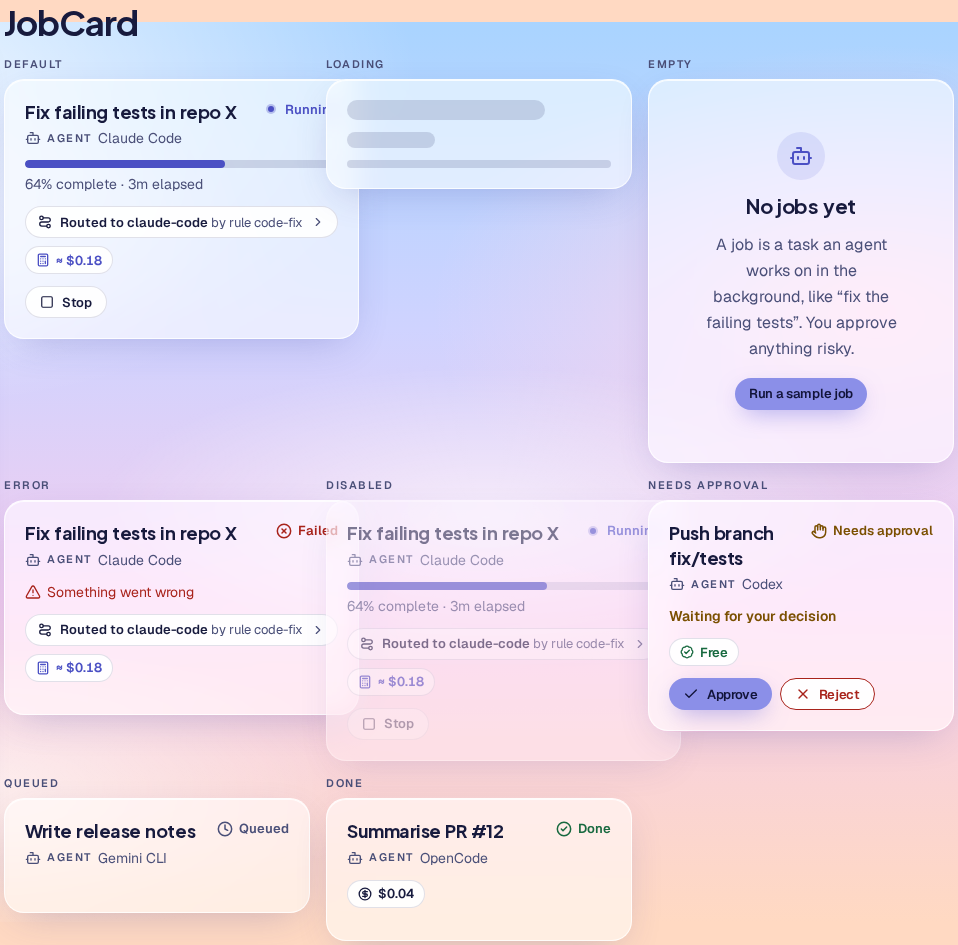 JobCard
DEFAULT
Fix failing tests in repo X
AGENT Claude Code
64% complete · 3m elapsed
Routed to claude-code by rule code-fix
≈ $0.18
Stop
LOADING
EMPTY
No jobs yet
A job is a task an agent
works on in the
background, like “fix the
failing tests”. You approve
anything risky.
Run a sample job
ERROR
Fix failing tests in repo X
Failed
AGENT Claude Code
Something went wrong
Routed to claude-code by rule code-fix
≈ $0.18
DISABLED
Fix failing tests in repo X
AGENT Claude Code
64% complete · 3m elapsed
Routed to claude-code by rule code-fix
≈ $0.18
Stop
NEEDS APPROVAL
Push branch
fix/tests
Needs approval
AGENT Codex
Waiting for your decision
Free
Approve
Reject
QUEUED
Write release notes
Queued
AGENT Gemini CLI
DONE
Summarise PR #12
Done
AGENT OpenCode
$0.04